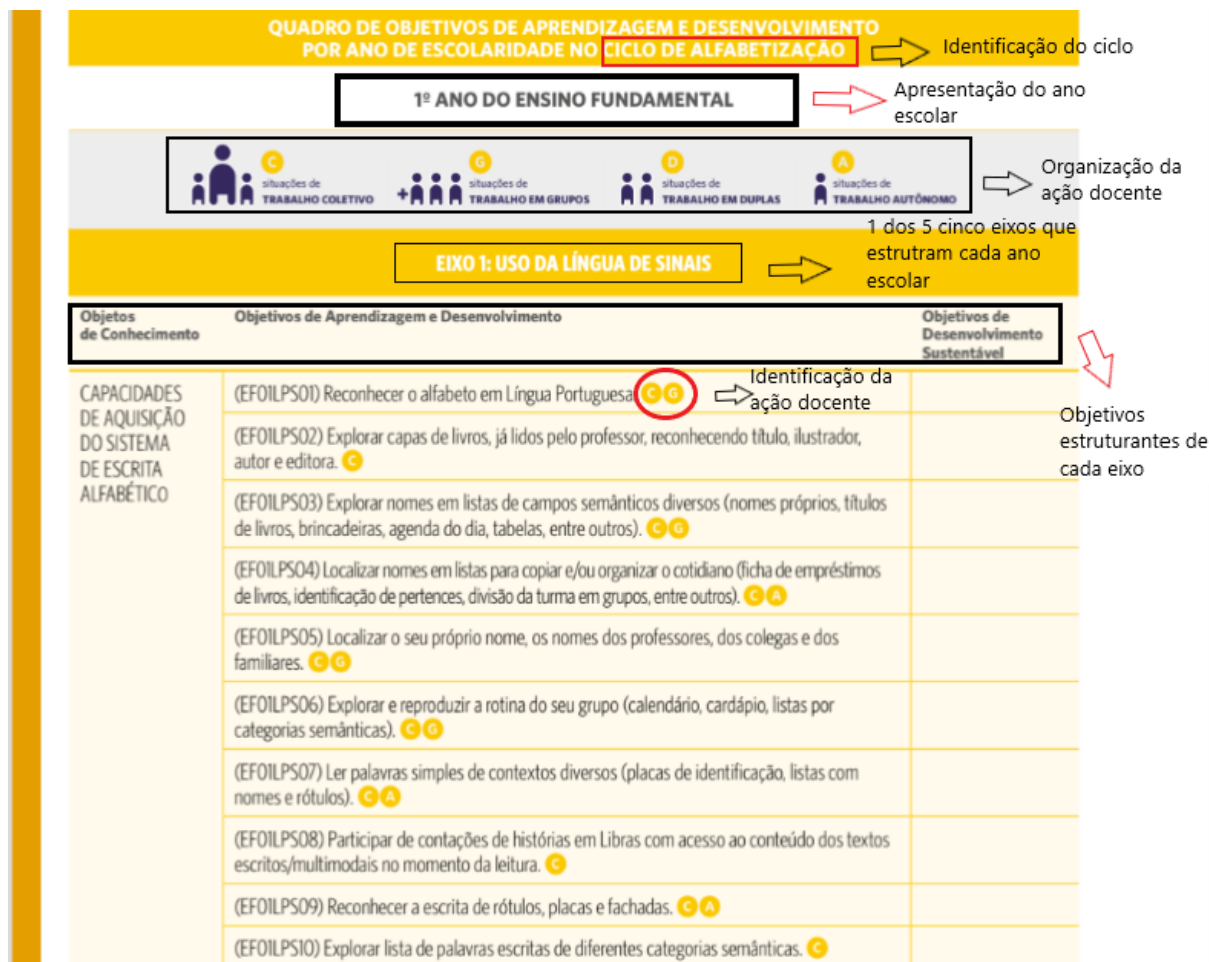 QUADRO DE OBJETIVOS DE APRENDIZAGEM E DESENVOLVIMENTO
POR ANO DE ESCOLARIDADE NO CICLO DE ALFABETIZAÇÃO
Identificação do ciclo
1º ANO DO ENSINO FUNDAMENTAL
Apresentação do ano
escolar
C
situações de
TRABALHO COLETIVO
G
situações de
TRABALHO EM GRUPOS
D
situações de
TRABALHO EM DUPLAS
A
situações de
TRABALHO AUTÔNOMO
Organização da
ação docente
EIXO 1: USO DA LÍNGUA DE SINAIS
1 dos 5 cinco eixos que
estrutram cada ano
escolar
Objetos
de Conhecimento
Objetivos de Aprendizagem e Desenvolvimento
Objetivos de
Desenvolvimento
Sustentável
Objetivos
estruturantes de
cada eixo
CAPACIDADES
DE AQUISIÇÃO
DO SISTEMA
DE ESCRITA
ALFABÉTICO
(EF01LPS01) Reconhecer o alfabeto em Língua Portuguesa C G
Identificação da
ação docente
(EF01LPS02) Explorar capas de livros, já lidos pelo professor, reconhecendo título, ilustrador,
autor e editora. C
(EF01LPS03) Explorar nomes em listas de campos semânticos diversos (nomes próprios, títulos
de livros, brincadeiras, agenda do dia, tabelas, entre outros). C G
(EF01LPS04) Localizar nomes em listas para copiar e/ou organizar o cotidiano (ficha de empréstimos
de livros, identificação de pertences, divisão da turma em grupos, entre outros). C A
(EF01LPS05) Localizar o seu próprio nome, os nomes dos professores, dos colegas e dos
familiares. C G
(EF01LPS06) Explorar e reproduzir a rotina do seu grupo (calendário, cardápio, listas por
categorias semânticas). C G
(EF01LPS07) Ler palavras simples de contextos diversos (placas de identificação, listas com
nomes e rótulos). C A
(EF01LPS08) Participar de contações de histórias em Libras com acesso ao conteúdo dos textos
escritos/multimodais no momento da leitura. C
(EF01LPS09) Reconhecer a escrita de rótulos, placas e fachadas. C A
(EF01LPS10) Explorar lista de palavras escritas de diferentes categorias semânticas. C